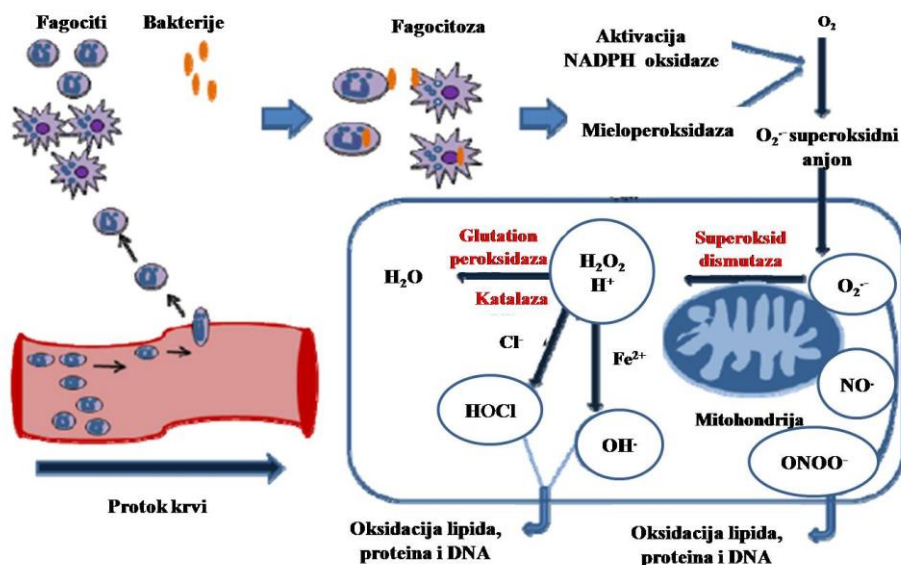 Fagociti
Bakterije
Fagocitoza
Aktivacija
NADPH oksidaze
Mieloperoksidaza
O₂
O₂·⁻ superoksidni
anjon
Glutation
peroksidaza
Katalaza
H₂O
H₂O₂
H⁺
Superoksid
dismutaza
O₂·⁻
Cl⁻
Fe²⁺
HOCl
OH·
NO·
Mitohondrija
ONOO⁻
Protok krvi
Oksidacija lipida,
proteina i DNA
Oksidacija lipida,
proteina i DNA